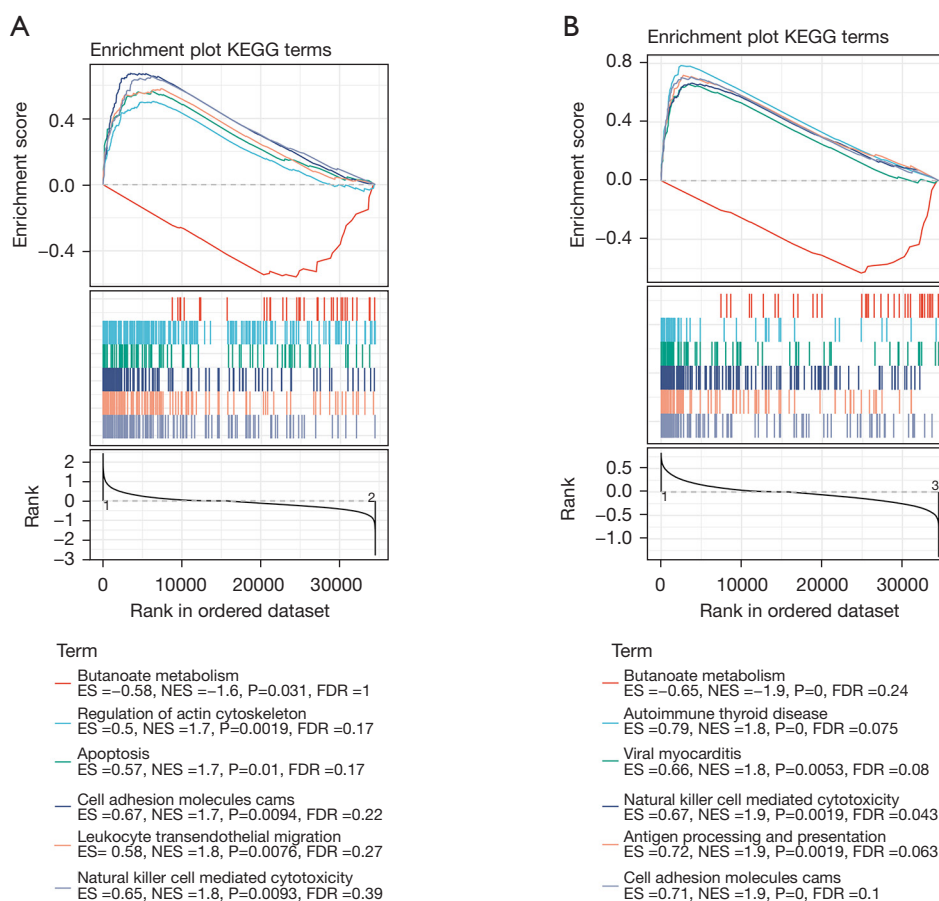 A
Enrichment plot KEGG terms
Enrichment score
0.4
0.0
−0.4
Rank
2
1
0
−1
−2
−3
1
2
0
10000
20000
30000
Rank in ordered dataset
Term
Butanoate metabolism
ES =−0.58, NES =−1.6, P=0.031, FDR =1
Regulation of actin cytoskeleton
ES =0.5, NES =1.7, P=0.0019, FDR =0.17
Apoptosis
ES =0.57, NES =1.7, P=0.01, FDR =0.17
Cell adhesion molecules cams
ES =0.67, NES =1.7, P=0.0094, FDR =0.22
Leukocyte transendothelial migration
ES= 0.58, NES =1.8, P=0.0076, FDR =0.27
Natural killer cell mediated cytotoxicity
ES =0.65, NES =1.8, P=0.0093, FDR =0.39
B
Enrichment plot KEGG terms
Enrichment score
0.8
0.4
0.0
−0.4
Rank
0.5
0.0
−0.5
−1.0
1
3
0
10000
20000
30000
Rank in ordered dataset
Term
Butanoate metabolism
ES =−0.65, NES =−1.9, P=0, FDR =0.24
Autoimmune thyroid disease
ES =0.79, NES =1.8, P=0, FDR =0.075
Viral myocarditis
ES =0.66, NES =1.8, P=0.0053, FDR =0.08
Natural killer cell mediated cytotoxicity
ES =0.67, NES =1.9, P=0.0019, FDR =0.043
Antigen processing and presentation
ES =0.72, NES =1.9, P=0.0019, FDR =0.063
Cell adhesion molecules cams
ES =0.71, NES =1.9, P=0, FDR =0.1